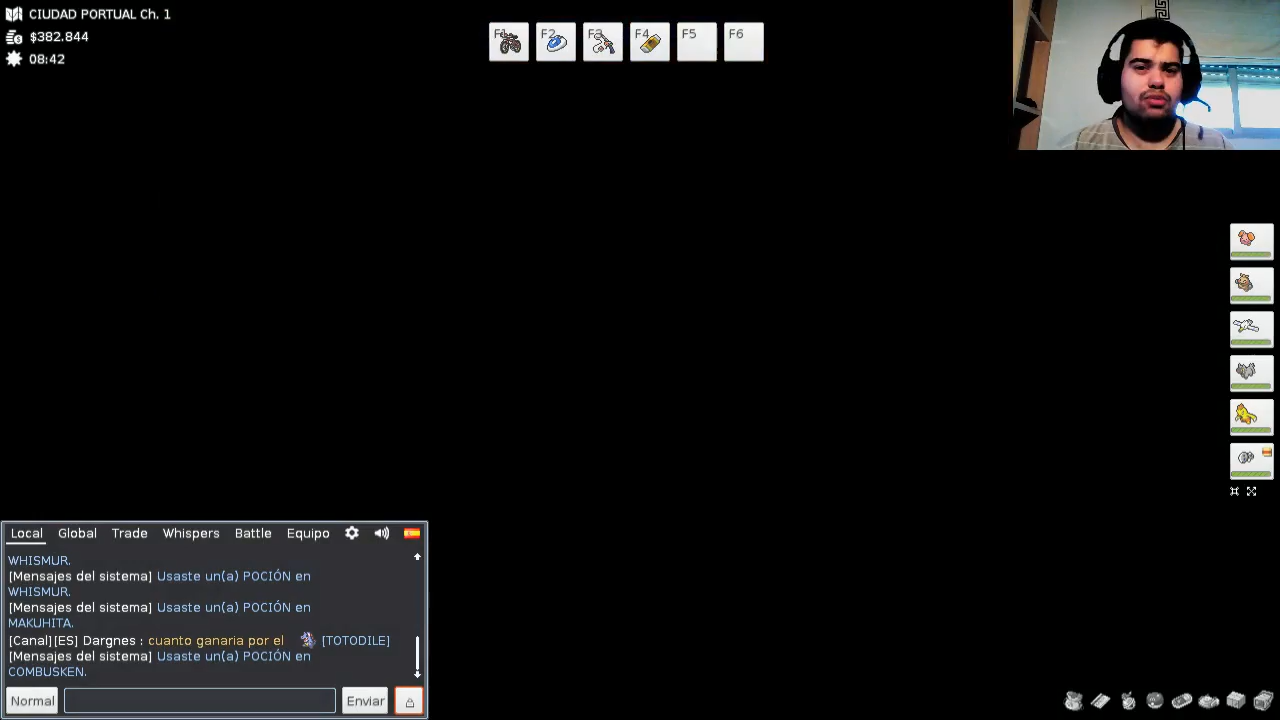 CIUDAD PORTUAL Ch. 1
$382.844
08:42
F1 F2 F3 F4 F5 F6
Local Global Trade Whispers Battle Equipo
WHISMUR.
[Mensajes del sistema] Usaste un(a) POCIÓN en
WHISMUR.
[Mensajes del sistema] Usaste un(a) POCIÓN en
MAKUHITA.
[Canal][ES] Dargnes : cuanto ganaria por el [TOTODILE]
[Mensajes del sistema] Usaste un(a) POCIÓN en
COMBUSKEN.
Normal Enviar